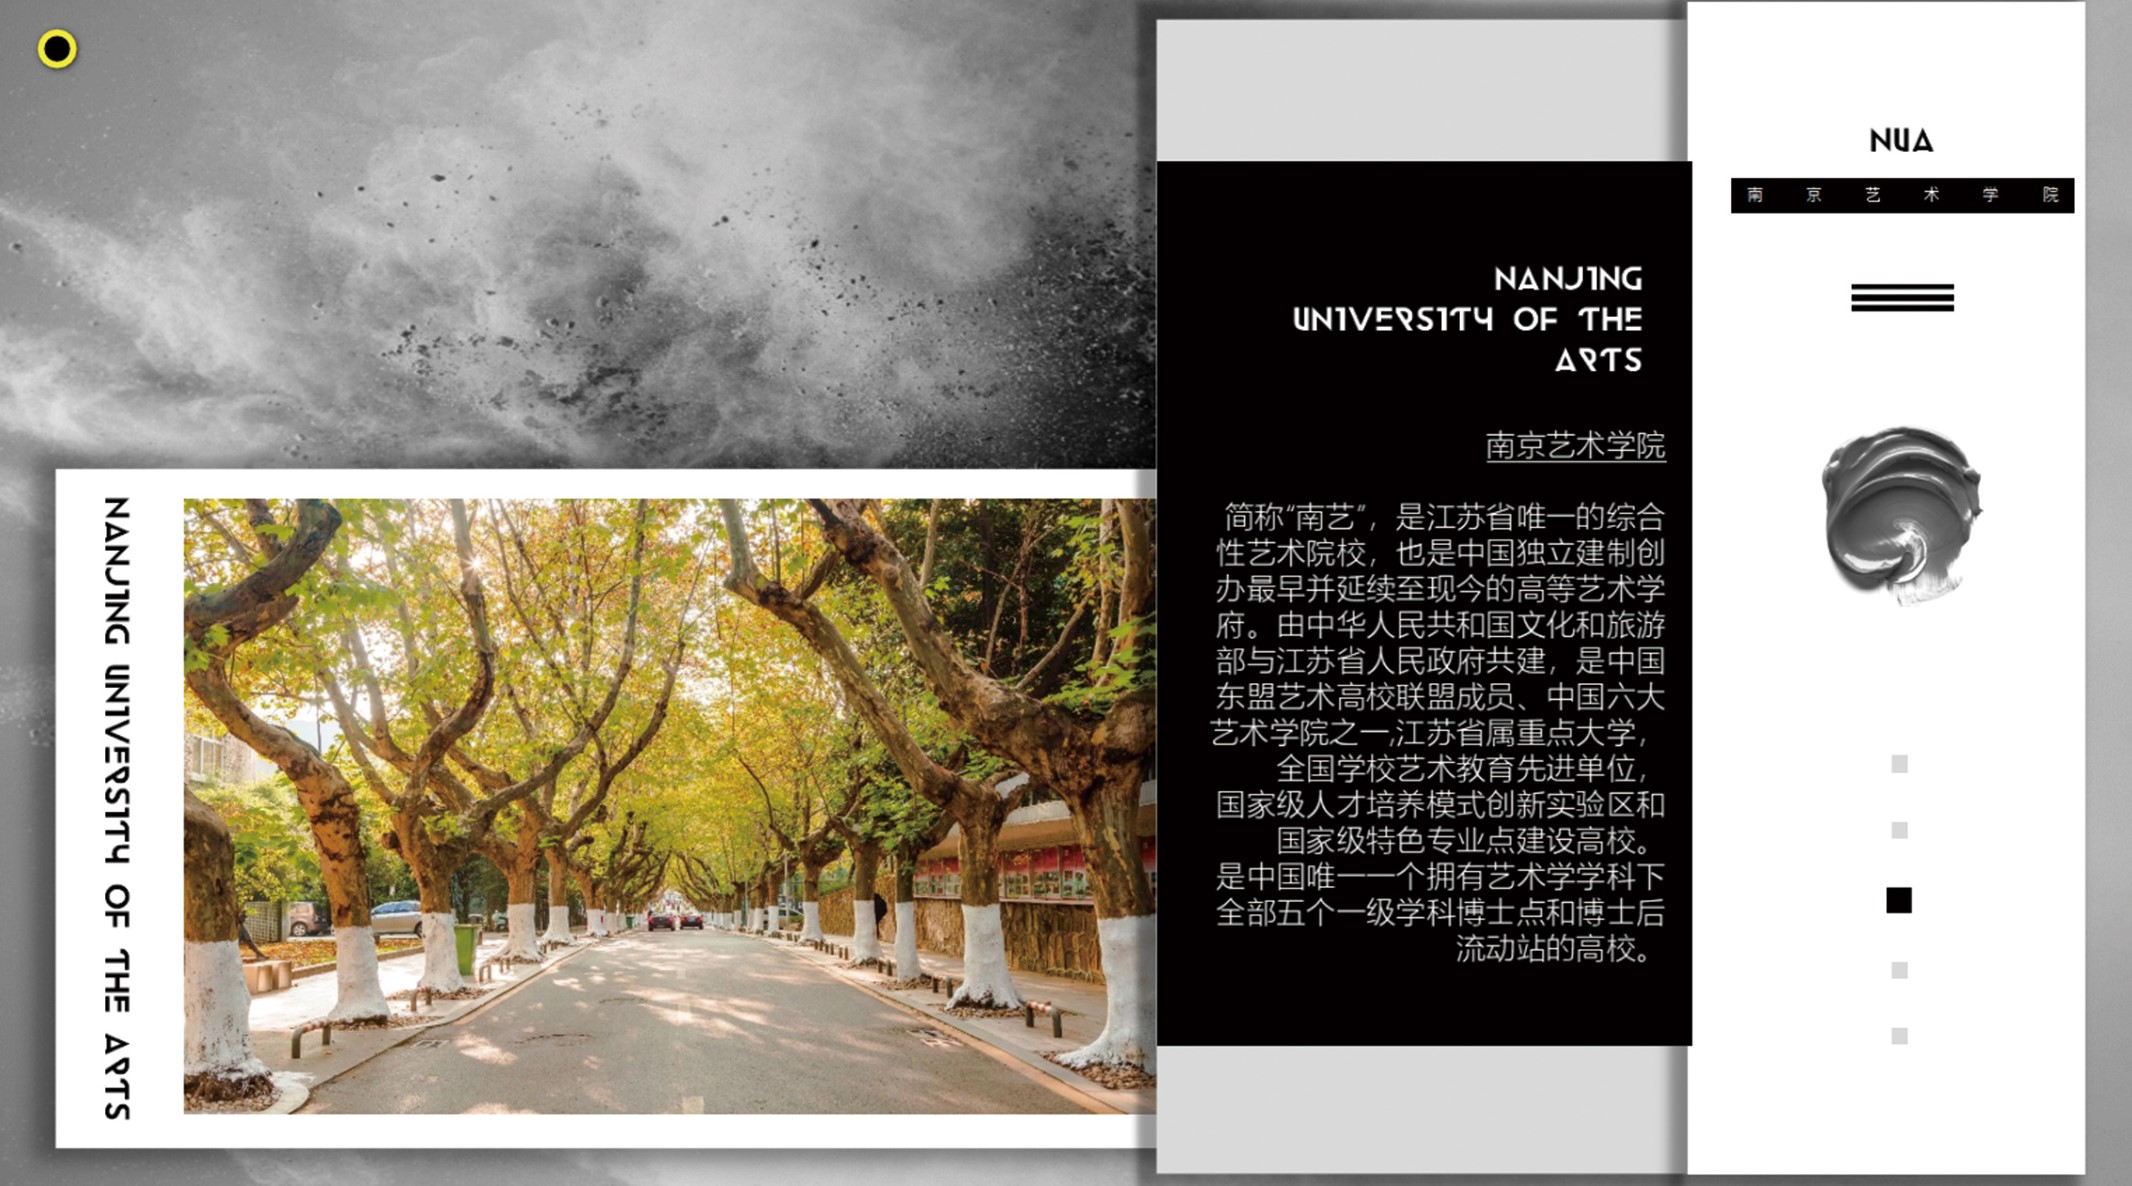 NANJING UNIVERSITY OF THE ARTS
NANJING
UNIVERSITY OF THE
ARTS
南京艺术学院
简称“南艺”，是江苏省唯一的综合
性艺术院校，也是中国独立建制创
办最早并延续至现今的高等艺术学
府。由中华人民共和国文化和旅游
部与江苏省人民政府共建，是中国
东盟艺术高校联盟成员、中国六大
艺术学院之一,江苏省属重点大学，
全国学校艺术教育先进单位，
国家级人才培养模式创新实验区和
国家级特色专业点建设高校。
是中国唯一一个拥有艺术学学科下
全部五个一级学科博士点和博士后
流动站的高校。
NUA
南京艺术学院